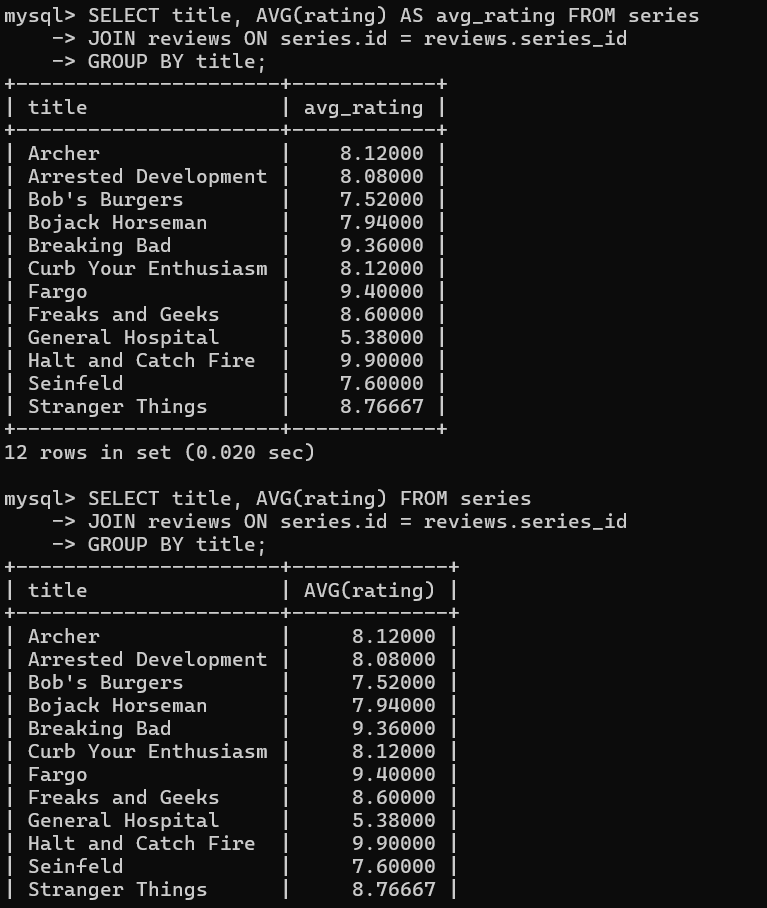 mysql> SELECT title, AVG(rating) AS avg_rating FROM series
    -> JOIN reviews ON series.id = reviews.series_id
    -> GROUP BY title;
+----------------------+------------+
| title                | avg_rating |
+----------------------+------------+
| Archer               |    8.12000 |
| Arrested Development |    8.08000 |
| Bob's Burgers        |    7.52000 |
| Bojack Horseman      |    7.94000 |
| Breaking Bad         |    9.36000 |
| Curb Your Enthusiasm |    8.12000 |
| Fargo                |    9.40000 |
| Freaks and Geeks     |    8.60000 |
| General Hospital     |    5.38000 |
| Halt and Catch Fire  |    9.90000 |
| Seinfeld             |    7.60000 |
| Stranger Things      |    8.76667 |
+----------------------+------------+
12 rows in set (0.020 sec)

mysql> SELECT title, AVG(rating) FROM series
    -> JOIN reviews ON series.id = reviews.series_id
    -> GROUP BY title;
+----------------------+-------------+
| title                | AVG(rating) |
+----------------------+-------------+
| Archer               |     8.12000 |
| Arrested Development |     8.08000 |
| Bob's Burgers        |     7.52000 |
| Bojack Horseman      |     7.94000 |
| Breaking Bad         |     9.36000 |
| Curb Your Enthusiasm |     8.12000 |
| Fargo                |     9.40000 |
| Freaks and Geeks     |     8.60000 |
| General Hospital     |     5.38000 |
| Halt and Catch Fire  |     9.90000 |
| Seinfeld             |     7.60000 |
| Stranger Things      |     8.76667 |